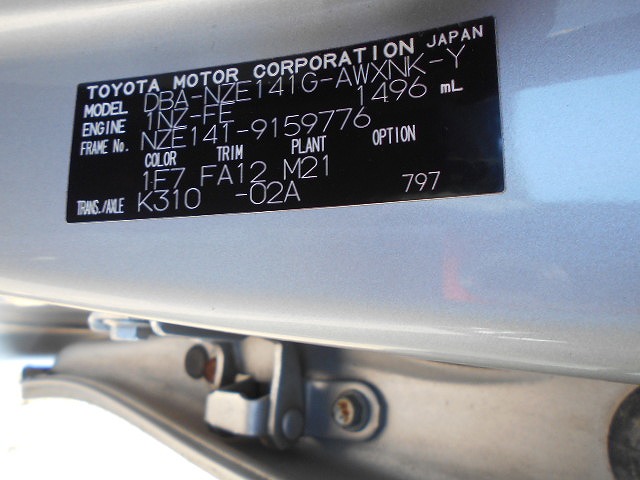 TOYOTA MOTOR CORPORATION JAPAN
MODEL DBA-NZE141G-AWXNK-Y
ENGINE 1NZ-FE 1496 mL
FRAME No. NZE141-9159776
COLOR TRIM PLANT OPTION
1F7 FA12 M21
TRANS./AXLE K310 -02A 797